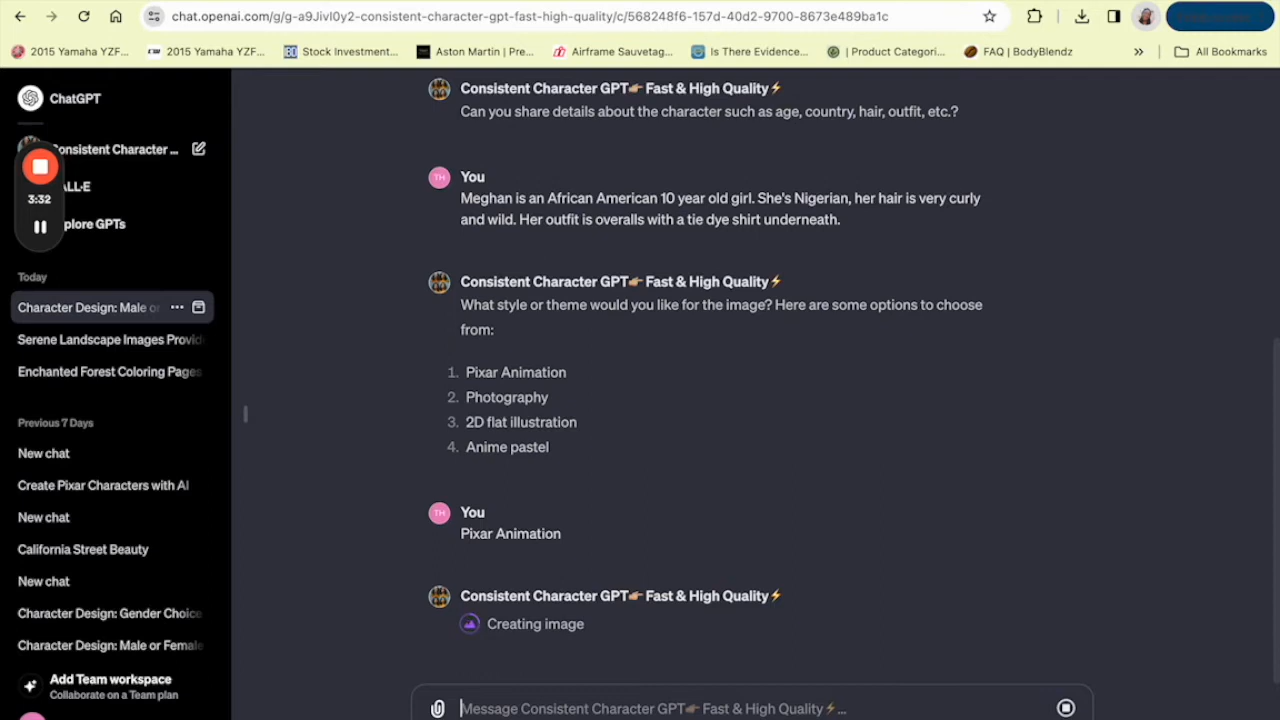 chat.openai.com/g/g-a9JivI0y2-consistent-character-gpt-fast-high-quality/c/568248f6-157d-40d2-9700-8673e489ba1c
2015 Yamaha YZF... 2015 Yamaha YZF... Stock Investment... Aston Martin | Pre... Airframe Sauvetag... Is There Evidence... | Product Categori... FAQ | BodyBlendz » All Bookmarks
ChatGPT
Consistent Character ...
ALL·E
xplore GPTs
3:32
Today
Character Design: Male or
Serene Landscape Images Provid
Enchanted Forest Coloring Pages
Previous 7 Days
New chat
Create Pixar Characters with AI
New chat
California Street Beauty
New chat
Character Design: Gender Choice
Character Design: Male or Female
Add Team workspace
Collaborate on a Team plan
Consistent Character GPT👉🏼 Fast & High Quality⚡
Can you share details about the character such as age, country, hair, outfit, etc.?
TH You
Meghan is an African American 10 year old girl. She's Nigerian, her hair is very curly
and wild. Her outfit is overalls with a tie dye shirt underneath.
Consistent Character GPT👉🏼 Fast & High Quality⚡
What style or theme would you like for the image? Here are some options to choose
from:
1. Pixar Animation
2. Photography
3. 2D flat illustration
4. Anime pastel
TH You
Pixar Animation
Consistent Character GPT👉🏼 Fast & High Quality⚡
Creating image
Message Consistent Character GPT👉🏼 Fast & High Quality⚡...